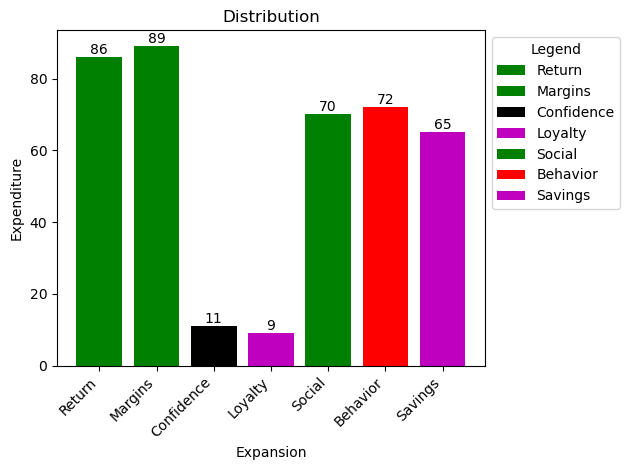 Distribution
Expenditure
80
60
40
20
0
86
89
11
9
70
72
65
Return
Margins
Confidence
Loyalty
Social
Behavior
Savings
Expansion
Legend
Return
Margins
Confidence
Loyalty
Social
Behavior
Savings